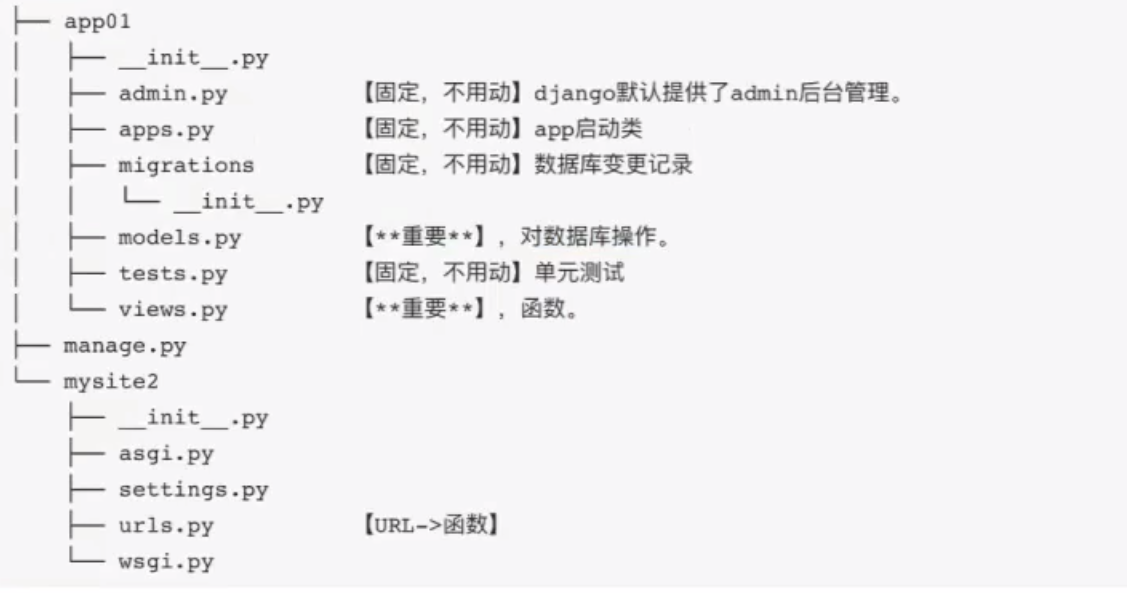 ├── app01
│   ├── __init__.py
│   ├── admin.py         【固定，不用动】django默认提供了admin后台管理。
│   ├── apps.py          【固定，不用动】app启动类
│   ├── migrations       【固定，不用动】数据库变更记录
│   │   └── __init__.py
│   ├── models.py        【**重要**】，对数据库操作。
│   ├── tests.py         【固定，不用动】单元测试
│   └── views.py         【**重要**】，函数。
├── manage.py
└── mysite2
    ├── __init__.py
    ├── asgi.py
    ├── settings.py
    ├── urls.py          【URL->函数】
    └── wsgi.py